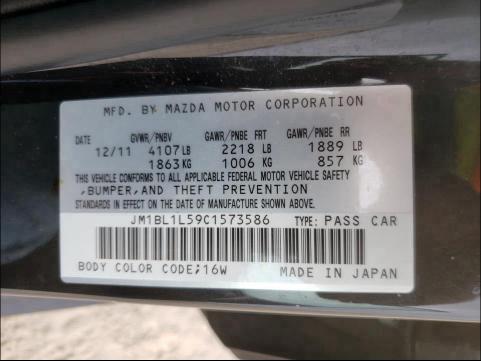 MFD. BY MAZDA MOTOR CORPORATION
DATE GVWR/PNBV GAWR/PNBE FRT GAWR/PNBE RR
12/11 4107 LB 2218 LB 1889 LB
1863 KG 1006 KG 857 KG
THIS VEHICLE CONFORMS TO ALL APPLICABLE FEDERAL MOTOR VEHICLE SAFETY
,BUMPER,AND THEFT PREVENTION
STANDARDS IN EFFECT ON THE DATE OF MANUFACTURE SHOWN ABOVE.
JM1BL1L59C1573586 TYPE: PASS CAR
BODY COLOR CODE;16W MADE IN JAPAN